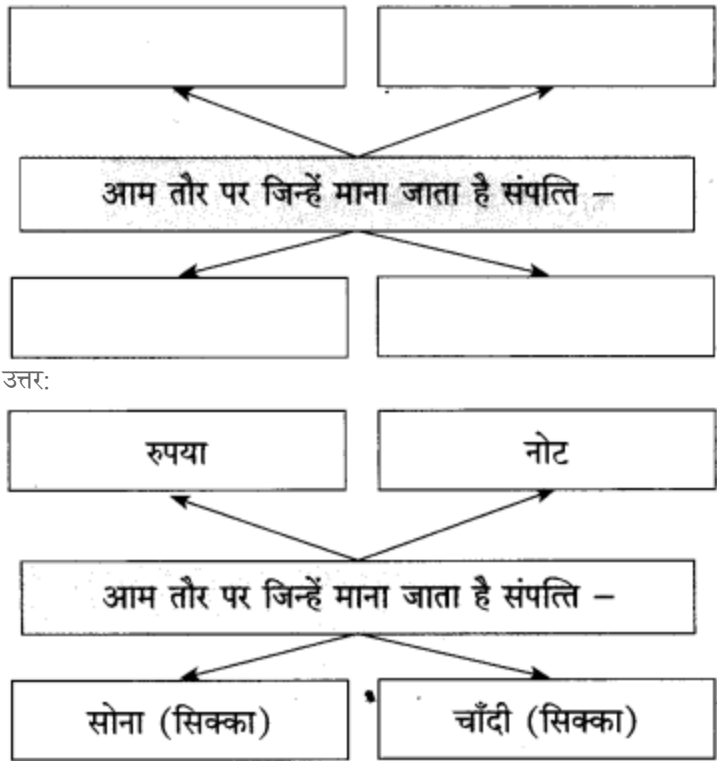 आम तौर पर जिन्हें माना जाता है संपत्ति –
उत्तर:
रुपया
नोट
आम तौर पर जिन्हें माना जाता है संपत्ति –
सोना (सिक्का)
चाँदी (सिक्का)